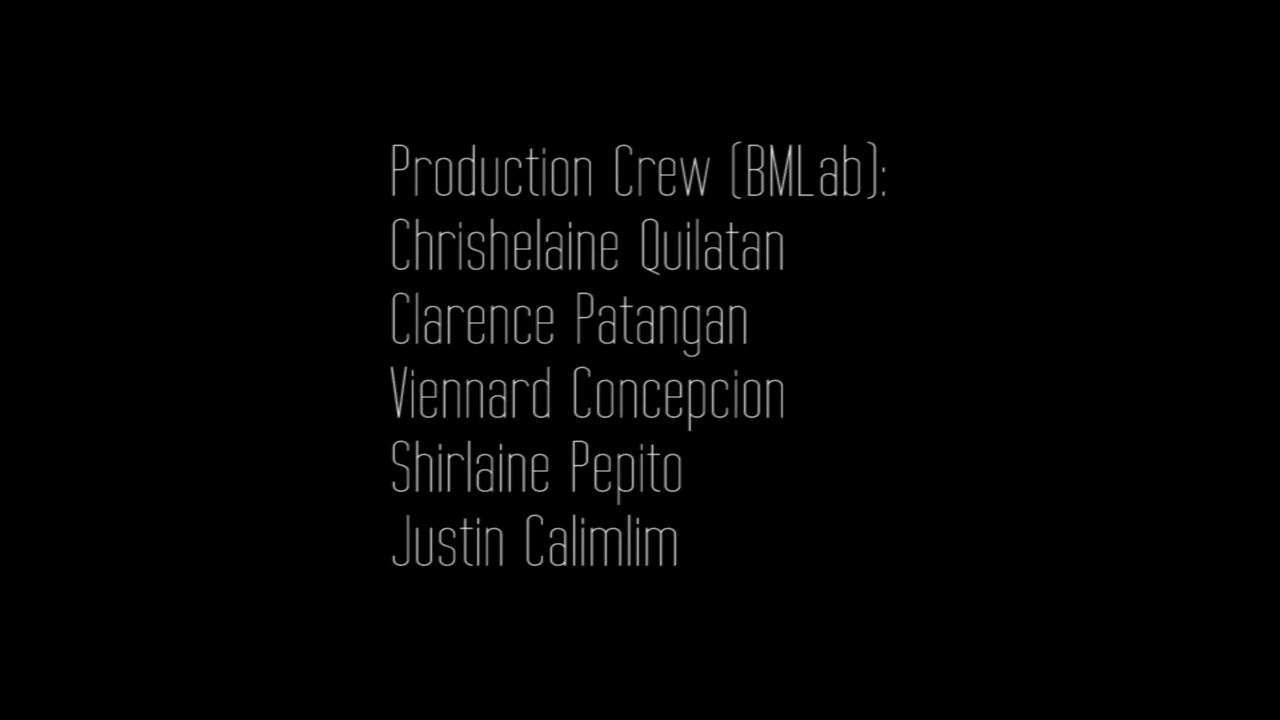 Production Crew (BMLab):
Chrishelaine Quilatan
Clarence Patangan
Viennard Concepcion
Shirlaine Pepito
Justin Calimlim